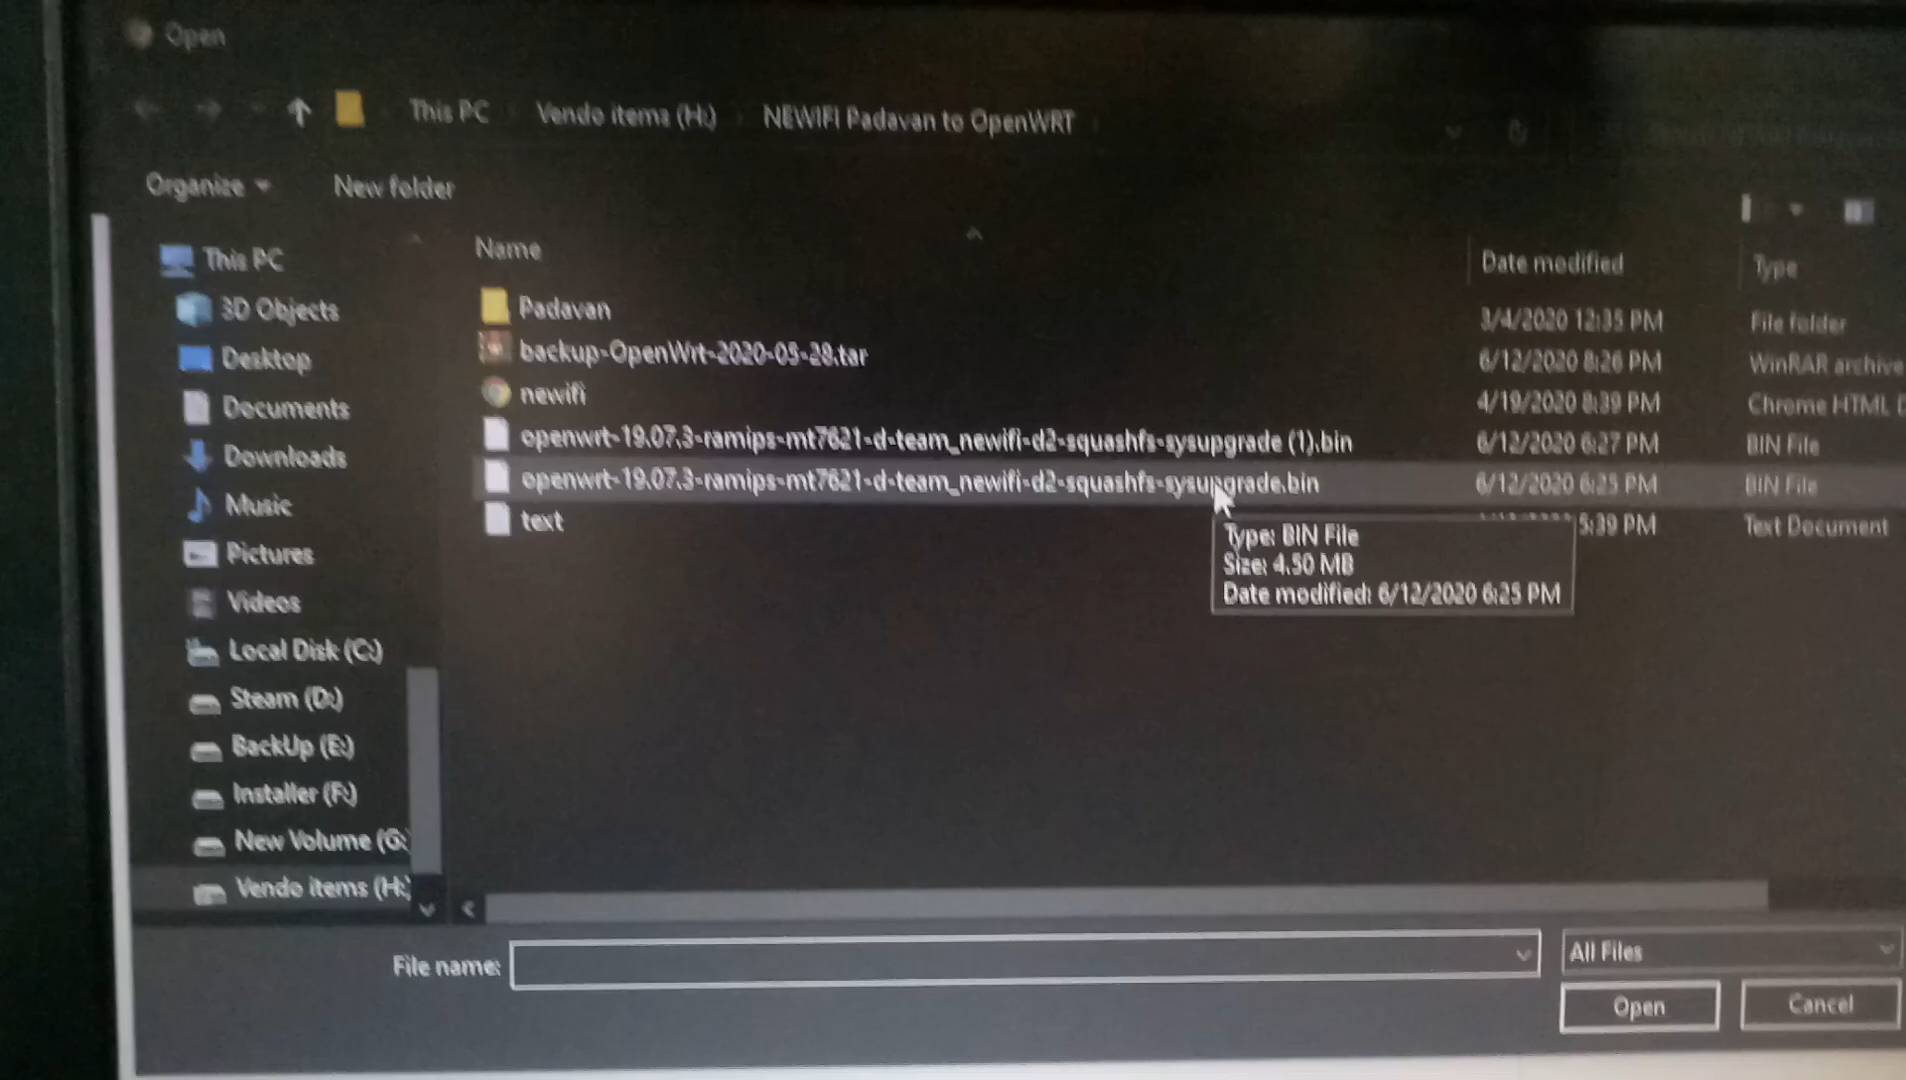 Open
This PC
Vendo items (H:)
NEWIFI Padavan to OpenWRT
Organize
New folder
Name
Date modified
Type
This PC
3D Objects
Desktop
Documents
Downloads
Music
Pictures
Videos
Local Disk (C:)
Steam (D:)
BackUp (E:)
Installer (F:)
New Volume (G:
Vendo items (H:)
Padavan
3/4/2020 12:35 PM
File folder
backup-OpenWrt-2020-05-28.tar
6/12/2020 8:26 PM
WinRAR archive
newifi
4/19/2020 8:39 PM
Chrome HTML D
openwrt-19.07.3-ramips-mt7621-d-team_newifi-d2-squashfs-sysupgrade (1).bin
6/12/2020 6:27 PM
BIN File
openwrt-19.07.3-ramips-mt7621-d-team_newifi-d2-squashfs-sysupgrade.bin
6/12/2020 6:25 PM
BIN File
text
5:39 PM
Text Document
Type: BIN File
Size: 4.50 MB
Date modified: 6/12/2020 6:25 PM
File name:
All Files
Open
Cancel